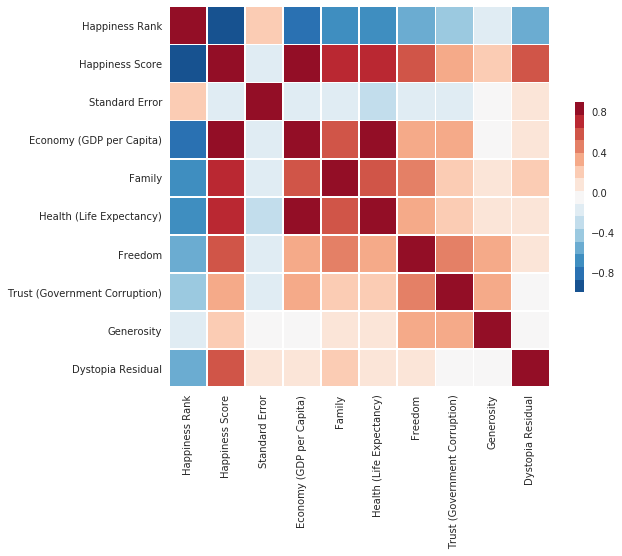 Happiness Rank
Happiness Score
Standard Error
Economy (GDP per Capita)
Family
Health (Life Expectancy)
Freedom
Trust (Government Corruption)
Generosity
Dystopia Residual
0.8
0.4
0.0
−0.4
−0.8
Happiness Rank
Happiness Score
Standard Error
Economy (GDP per Capita)
Family
Health (Life Expectancy)
Freedom
Trust (Government Corruption)
Generosity
Dystopia Residual